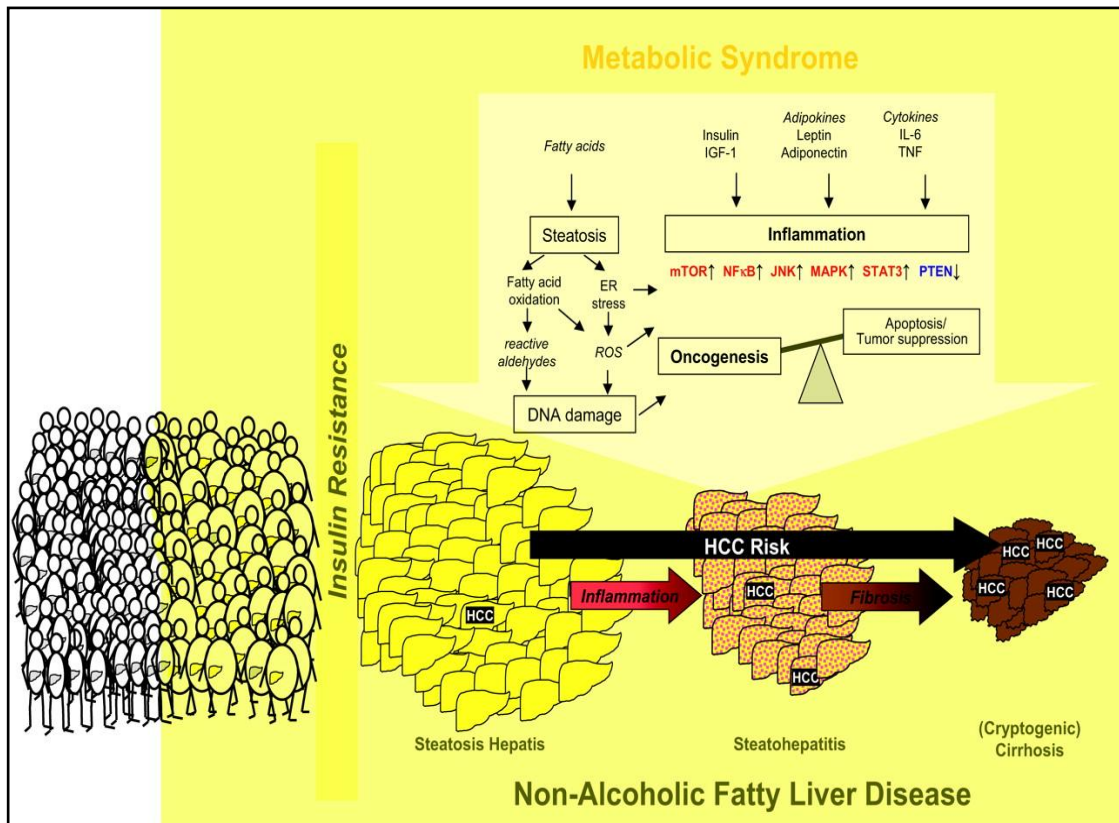 Metabolic Syndrome
Fatty acids
Insulin
IGF-1
Adipokines
Leptin
Adiponectin
Cytokines
IL-6
TNF
Steatosis
Inflammation
mTOR↑ NFκB↑ JNK↑ MAPK↑ STAT3↑ PTEN↓
Fatty acid
oxidation
ER
stress
reactive
aldehydes
ROS
DNA damage
Oncogenesis
Apoptosis/
Tumor suppression
Insulin Resistance
HCC Risk
Inflammation
Fibrosis
HCC
HCC
HCC
HCC
HCC
HCC
HCC
Steatosis Hepatis
Steatohepatitis
(Cryptogenic)
Cirrhosis
Non-Alcoholic Fatty Liver Disease